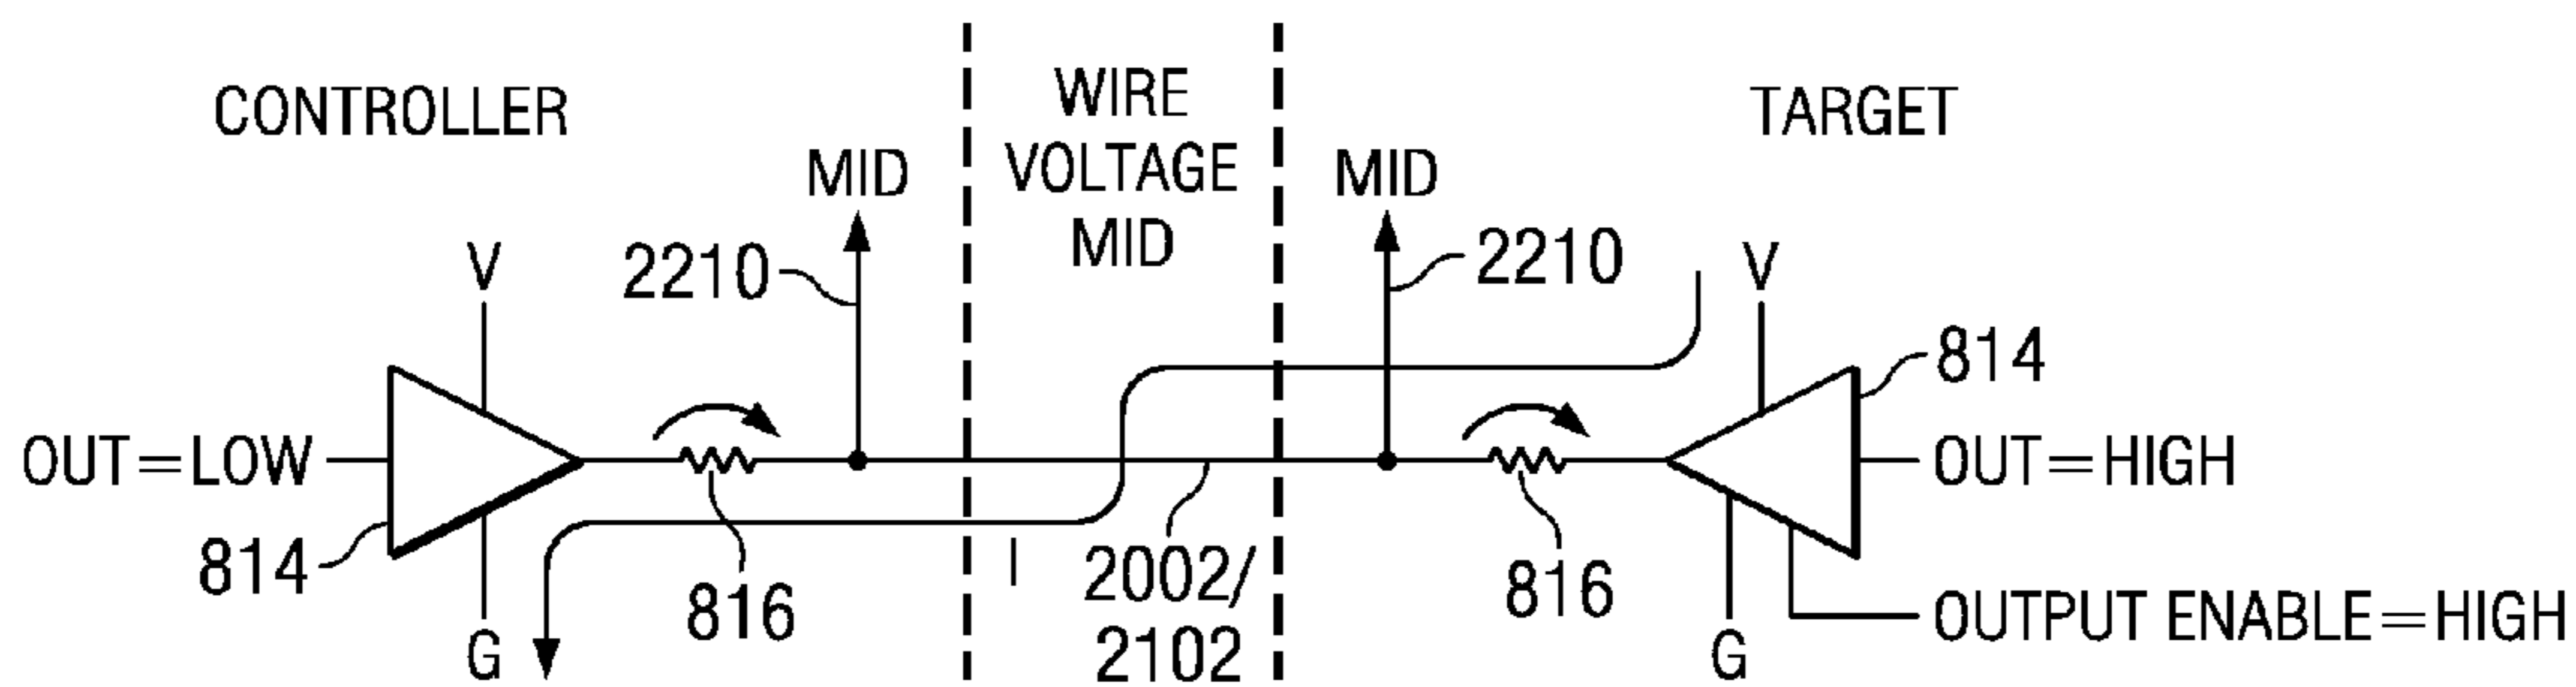 CONTROLLER
WIRE
VOLTAGE
MID
TARGET
MID
MID
V
2210
2210
V
814
OUT=LOW
OUT=HIGH
814
816
I
2002/
2102
816
G
G
OUTPUT ENABLE=HIGH